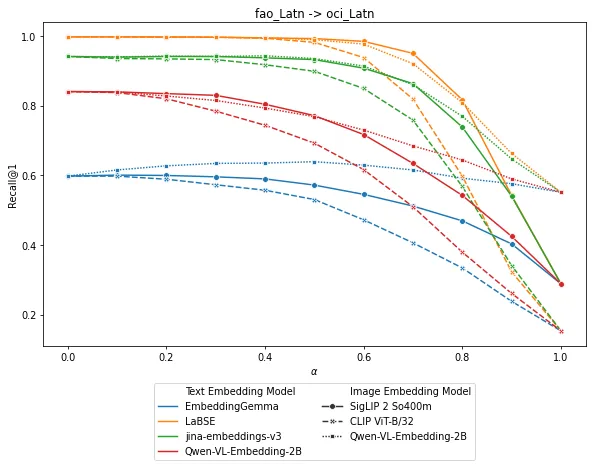 fao_Latn -> oci_Latn
Recall@1
1.0
0.8
0.6
0.4
0.2
0.0 0.2 0.4 0.6 0.8 1.0
α
Text Embedding Model Image Embedding Model
EmbeddingGemma SigLIP 2 So400m
LaBSE CLIP ViT-B/32
jina-embeddings-v3 Qwen-VL-Embedding-2B
Qwen-VL-Embedding-2B